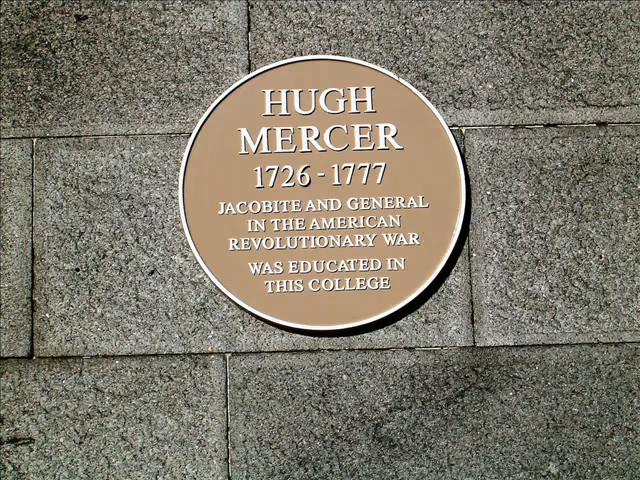 HUGH
MERCER
1726 - 1777
JACOBITE AND GENERAL
IN THE AMERICAN
REVOLUTIONARY WAR
WAS EDUCATED IN
THIS COLLEGE